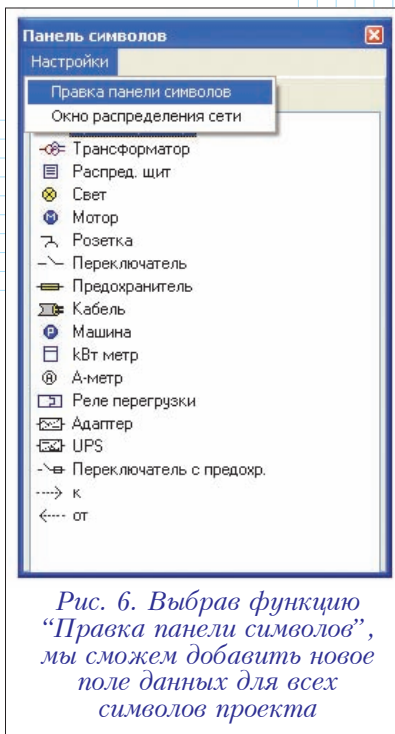 Панель символов
Настройки
Правка панели символов
Окно распределения сети
Трансформатор
Распред. щит
Свет
Мотор
Розетка
Переключатель
Предохранитель
Кабель
Машина
kВт метр
А-метр
Реле перегрузки
Адаптер
UPS
Переключатель с предохр.
к
от
Рис. 6. Выбрав функцию
“Правка панели символов”,
мы сможем добавить новое
поле данных для всех
символов проекта